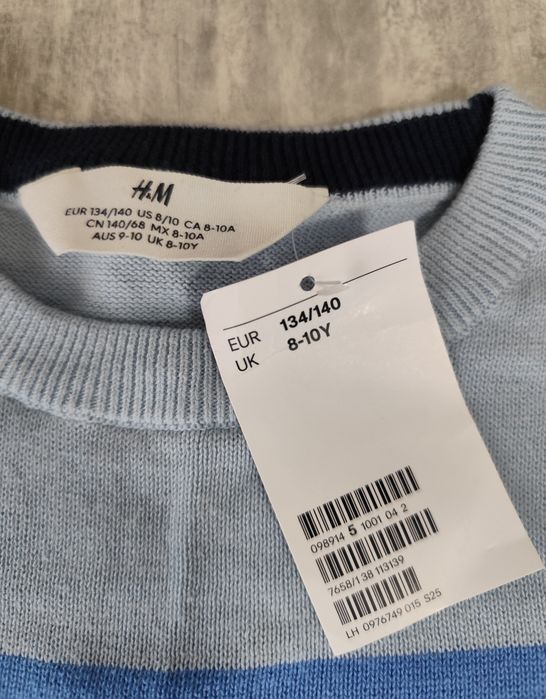 H&M
EUR 134/140 US 8/10 CA 8-10A
CN 140/68 MX 8-10A
AUS 9-10 UK 8-10Y
EUR 134/140
UK 8-10Y
098914 5 1001 04 2
7658/138 113139
LH 0976749 015 S25